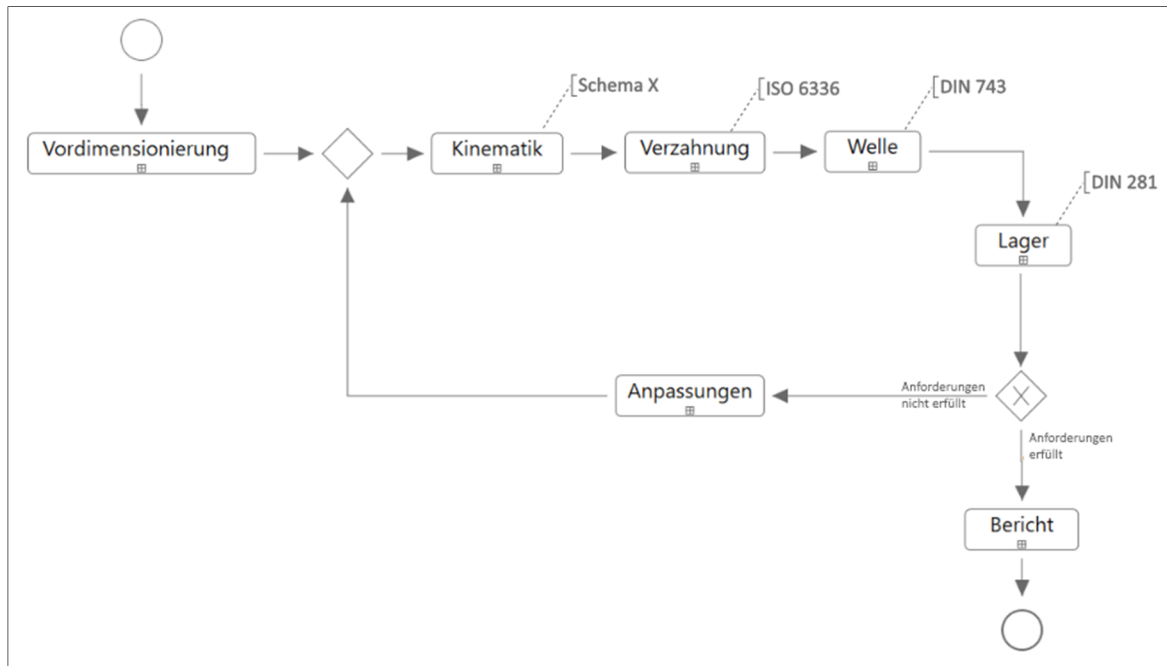 Schema X
ISO 6336
DIN 743
Vordimensionierung
Kinematik
Verzahnung
Welle
DIN 281
Lager
Anpassungen
Anforderungen
nicht erfüllt
Anforderungen
erfüllt
Bericht